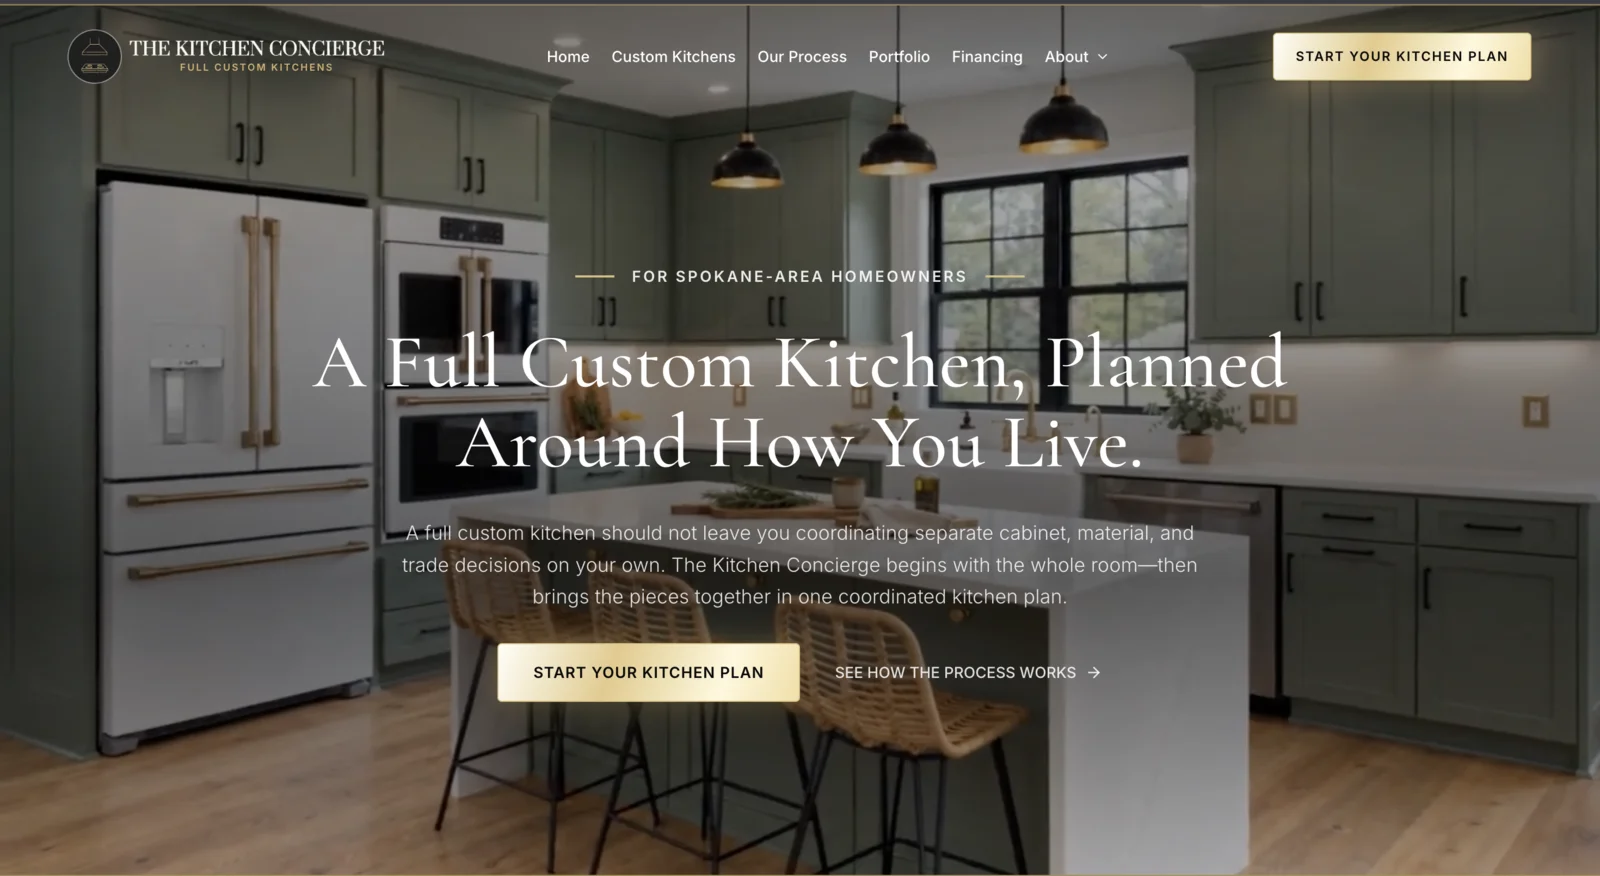 THE KITCHEN CONCIERGE
FULL CUSTOM KITCHENS
Home
Custom Kitchens
Our Process
Portfolio
Financing
About
START YOUR KITCHEN PLAN
FOR SPOKANE-AREA HOMEOWNERS
A Full Custom Kitchen, Planned
Around How You Live.
A full custom kitchen should not leave you coordinating separate cabinet, material, and
trade decisions on your own. The Kitchen Concierge begins with the whole room—then
brings the pieces together in one coordinated kitchen plan.
START YOUR KITCHEN PLAN
SEE HOW THE PROCESS WORKS →